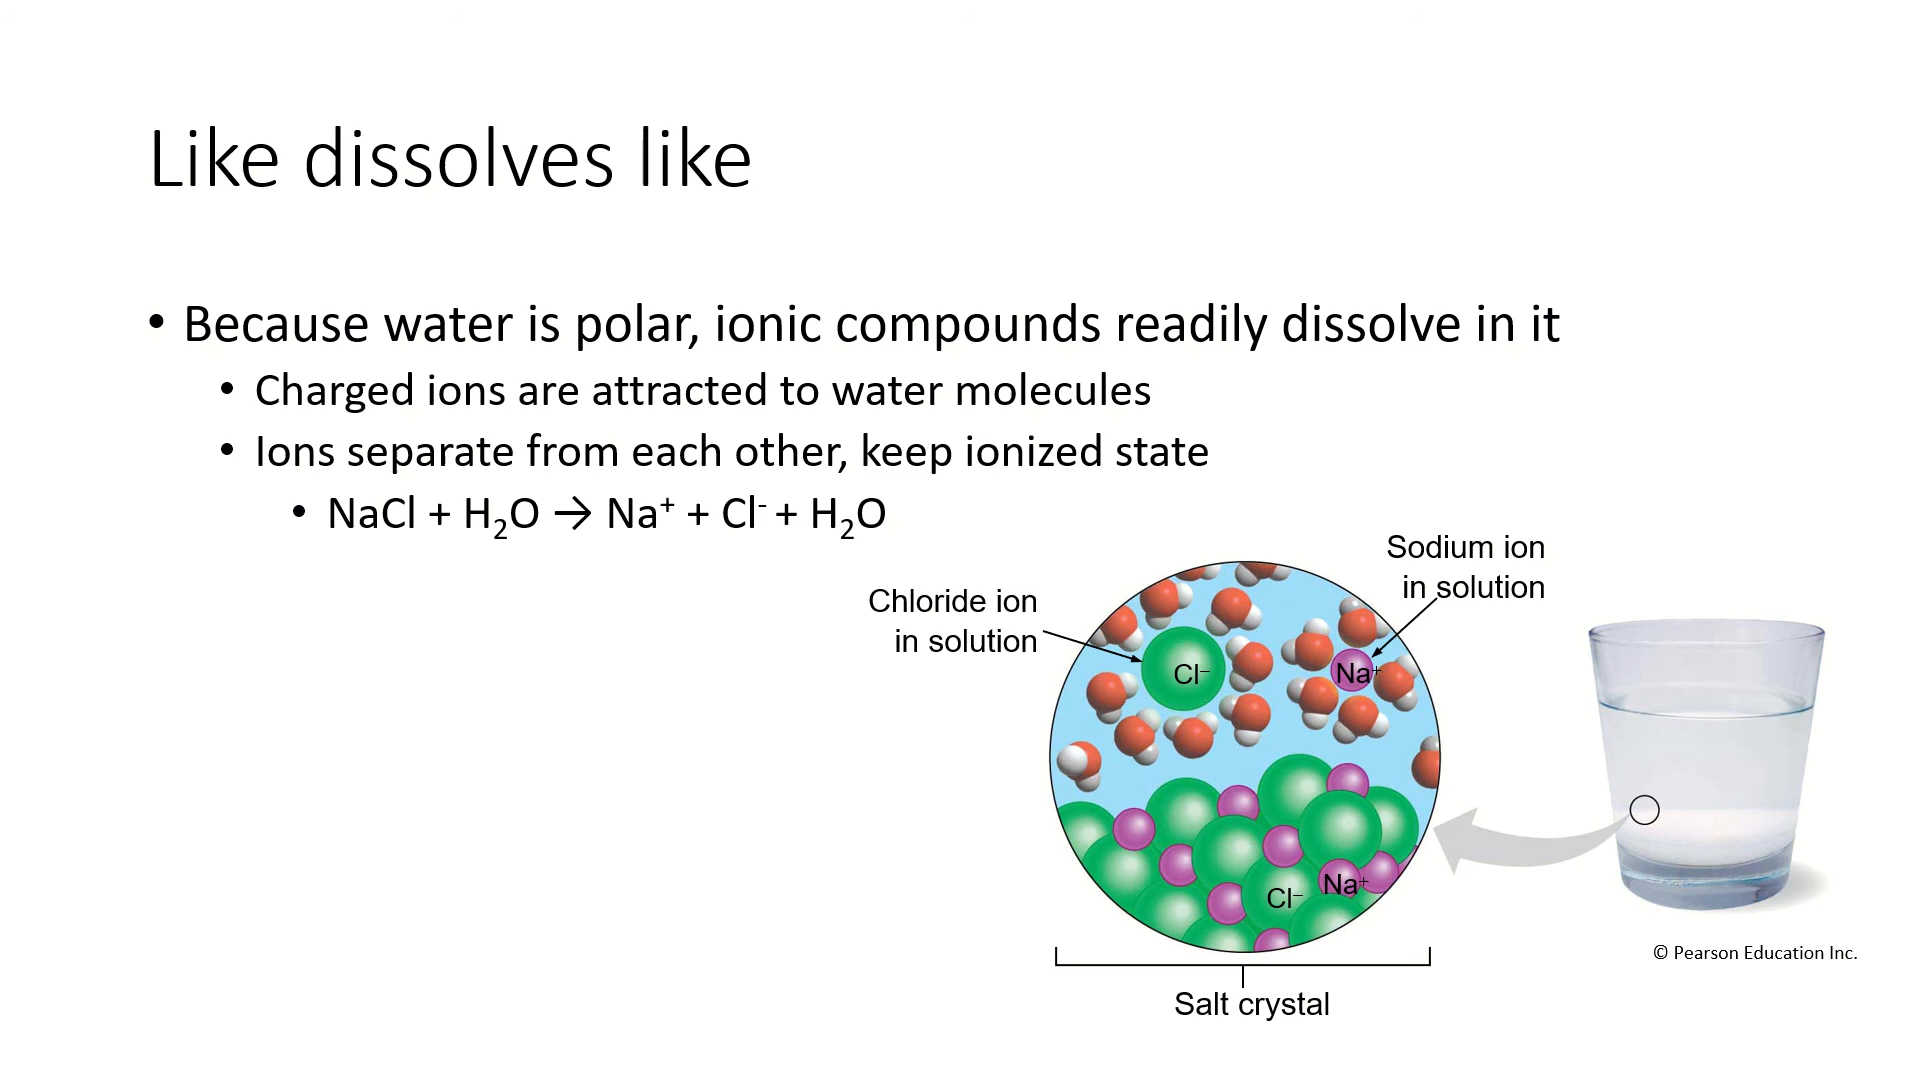 Like dissolves like
• Because water is polar, ionic compounds readily dissolve in it
• Charged ions are attracted to water molecules
• Ions separate from each other, keep ionized state
• NaCl + H₂O → Na⁺ + Cl⁻ + H₂O
Sodium ion
in solution
Chloride ion
in solution
Cl⁻
Na⁺
Cl⁻
Na⁺
© Pearson Education Inc.
Salt crystal